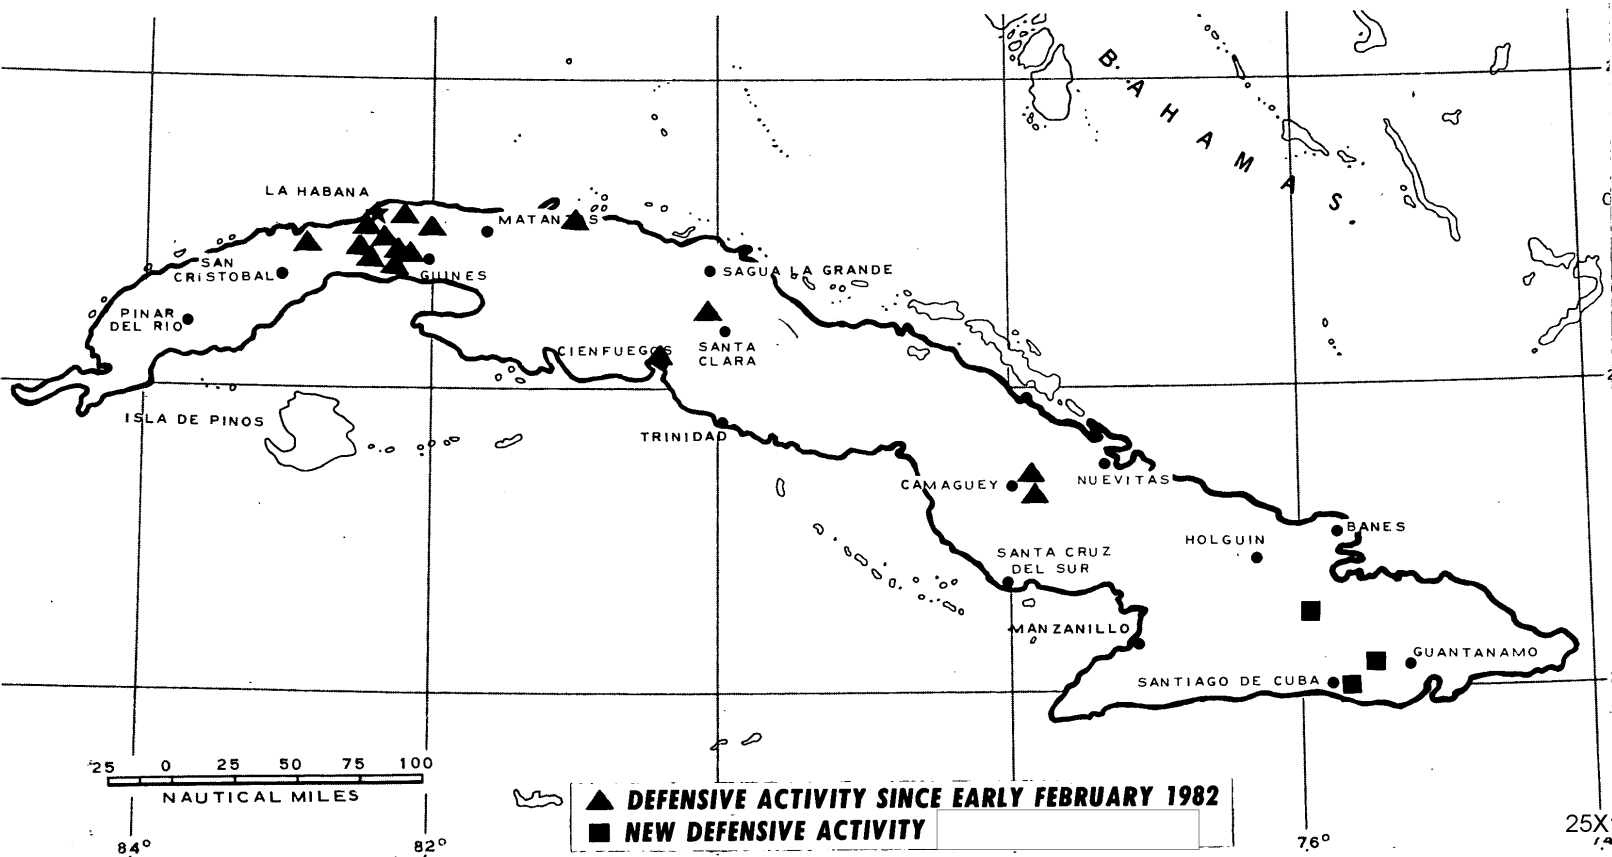 BAHAMAS
LA HABANA
MATANZAS
SAN
CRISTOBAL
GUINES
SAGUA LA GRANDE
PINAR
DEL RIO
CIENFUEGOS
SANTA
CLARA
ISLA DE PINOS
TRINIDAD
CAMAGUEY
NUEVITAS
BANES
HOLGUIN
SANTA CRUZ
DEL SUR
MANZANILLO
GUANTANAMO
SANTIAGO DE CUBA
25 0 25 50 75 100
NAUTICAL MILES
DEFENSIVE ACTIVITY SINCE EARLY FEBRUARY 1982
NEW DEFENSIVE ACTIVITY
25X
84° 82° 76° 74